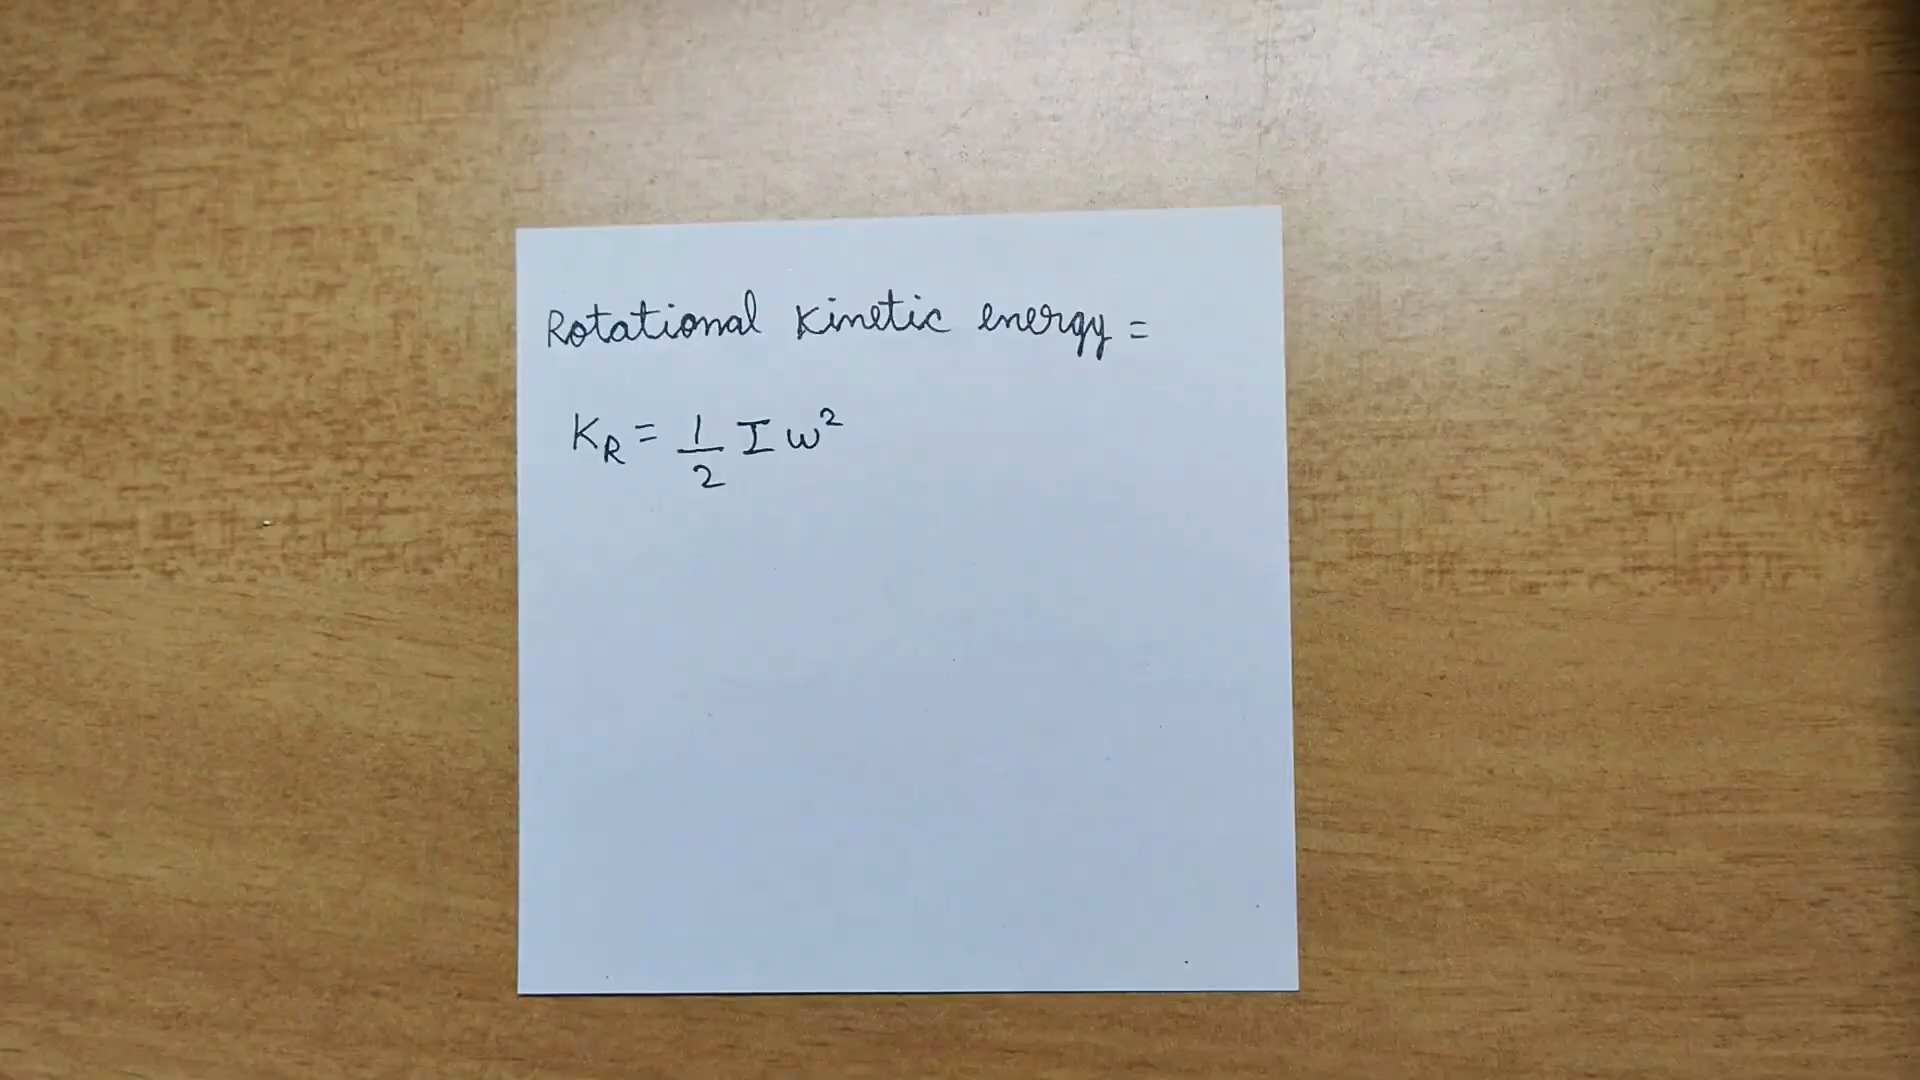 Rotational Kinetic energy =
K_R = 1/2 I ω²